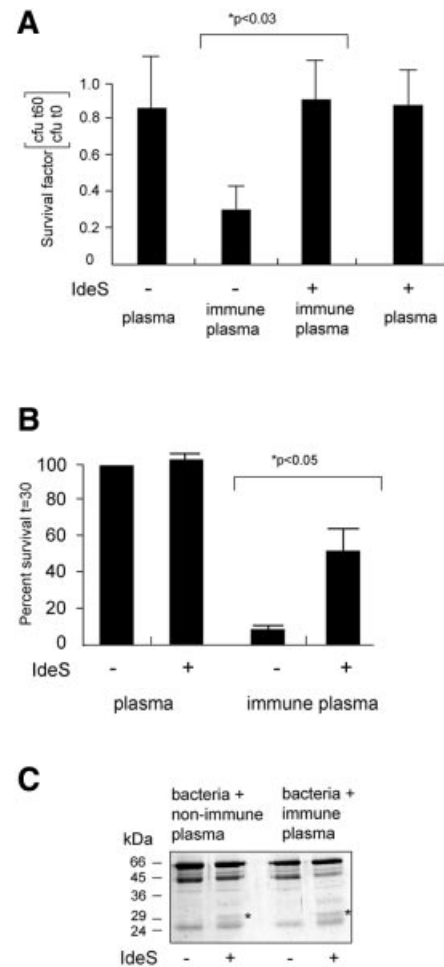 A
*p<0.03
Survival factor [cfu t60 cfu t0]
1.0
0.8
0.6
0.4
0.2
0
IdeS - - + +
plasma immune plasma immune plasma plasma
B
*p<0.05
Percent survival t=30
100
80
60
40
20
0
IdeS - + - +
plasma immune plasma
C
bacteria + bacteria +
non-immune immune
plasma plasma
kDa
66
45
36
29 * *
24
IdeS - + - +